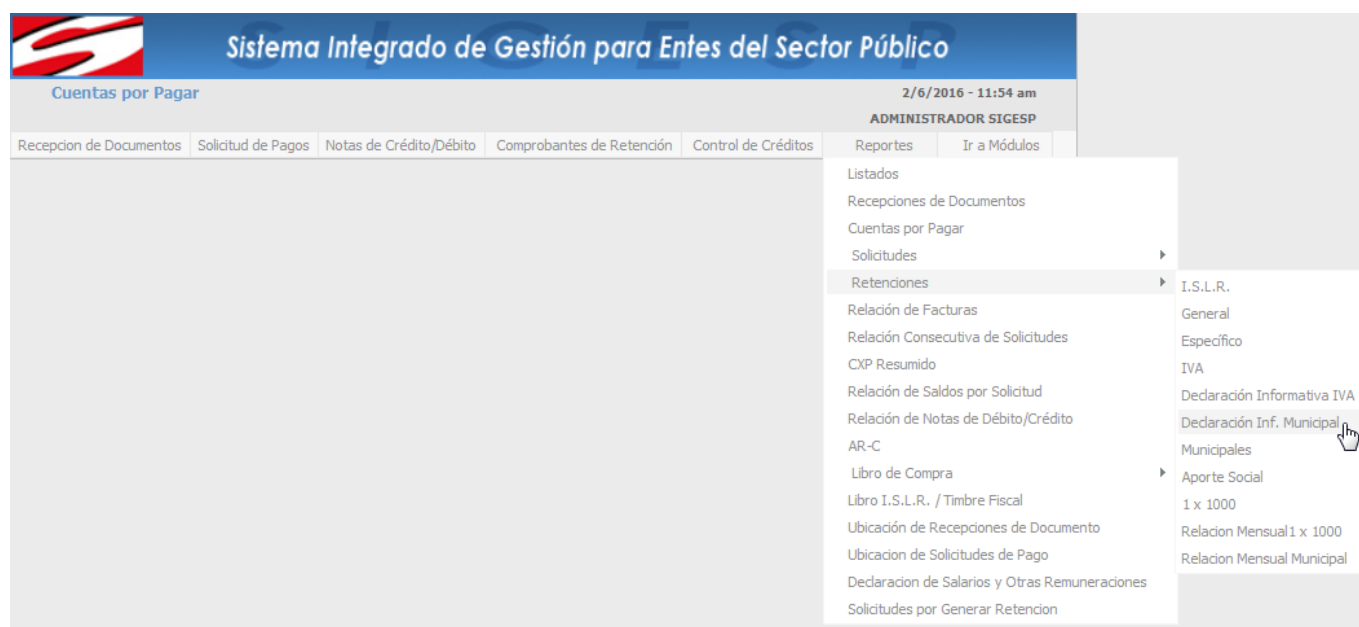 Sistema Integrado de Gestión para Entes del Sector Público
S I G E S P
Cuentas por Pagar
2/6/2016 - 11:54 am
ADMINISTRADOR SIGESP
Recepcion de Documentos Solicitud de Pagos Notas de Crédito/Débito Comprobantes de Retención Control de Créditos Reportes Ir a Módulos
Listados
Recepciones de Documentos
Cuentas por Pagar
Solicitudes
Retenciones
Relación de Facturas
Relación Consecutiva de Solicitudes
CXP Resumido
Relación de Saldos por Solicitud
Relación de Notas de Débito/Crédito
AR-C
Libro de Compra
Libro I.S.L.R. / Timbre Fiscal
Ubicación de Recepciones de Documento
Ubicacion de Solicitudes de Pago
Declaracion de Salarios y Otras Remuneraciones
Solicitudes por Generar Retencion
I.S.L.R.
General
Específico
IVA
Declaración Informativa IVA
Declaración Inf. Municipal
Municipales
Aporte Social
1 x 1000
Relacion Mensual1 x 1000
Relacion Mensual Municipal